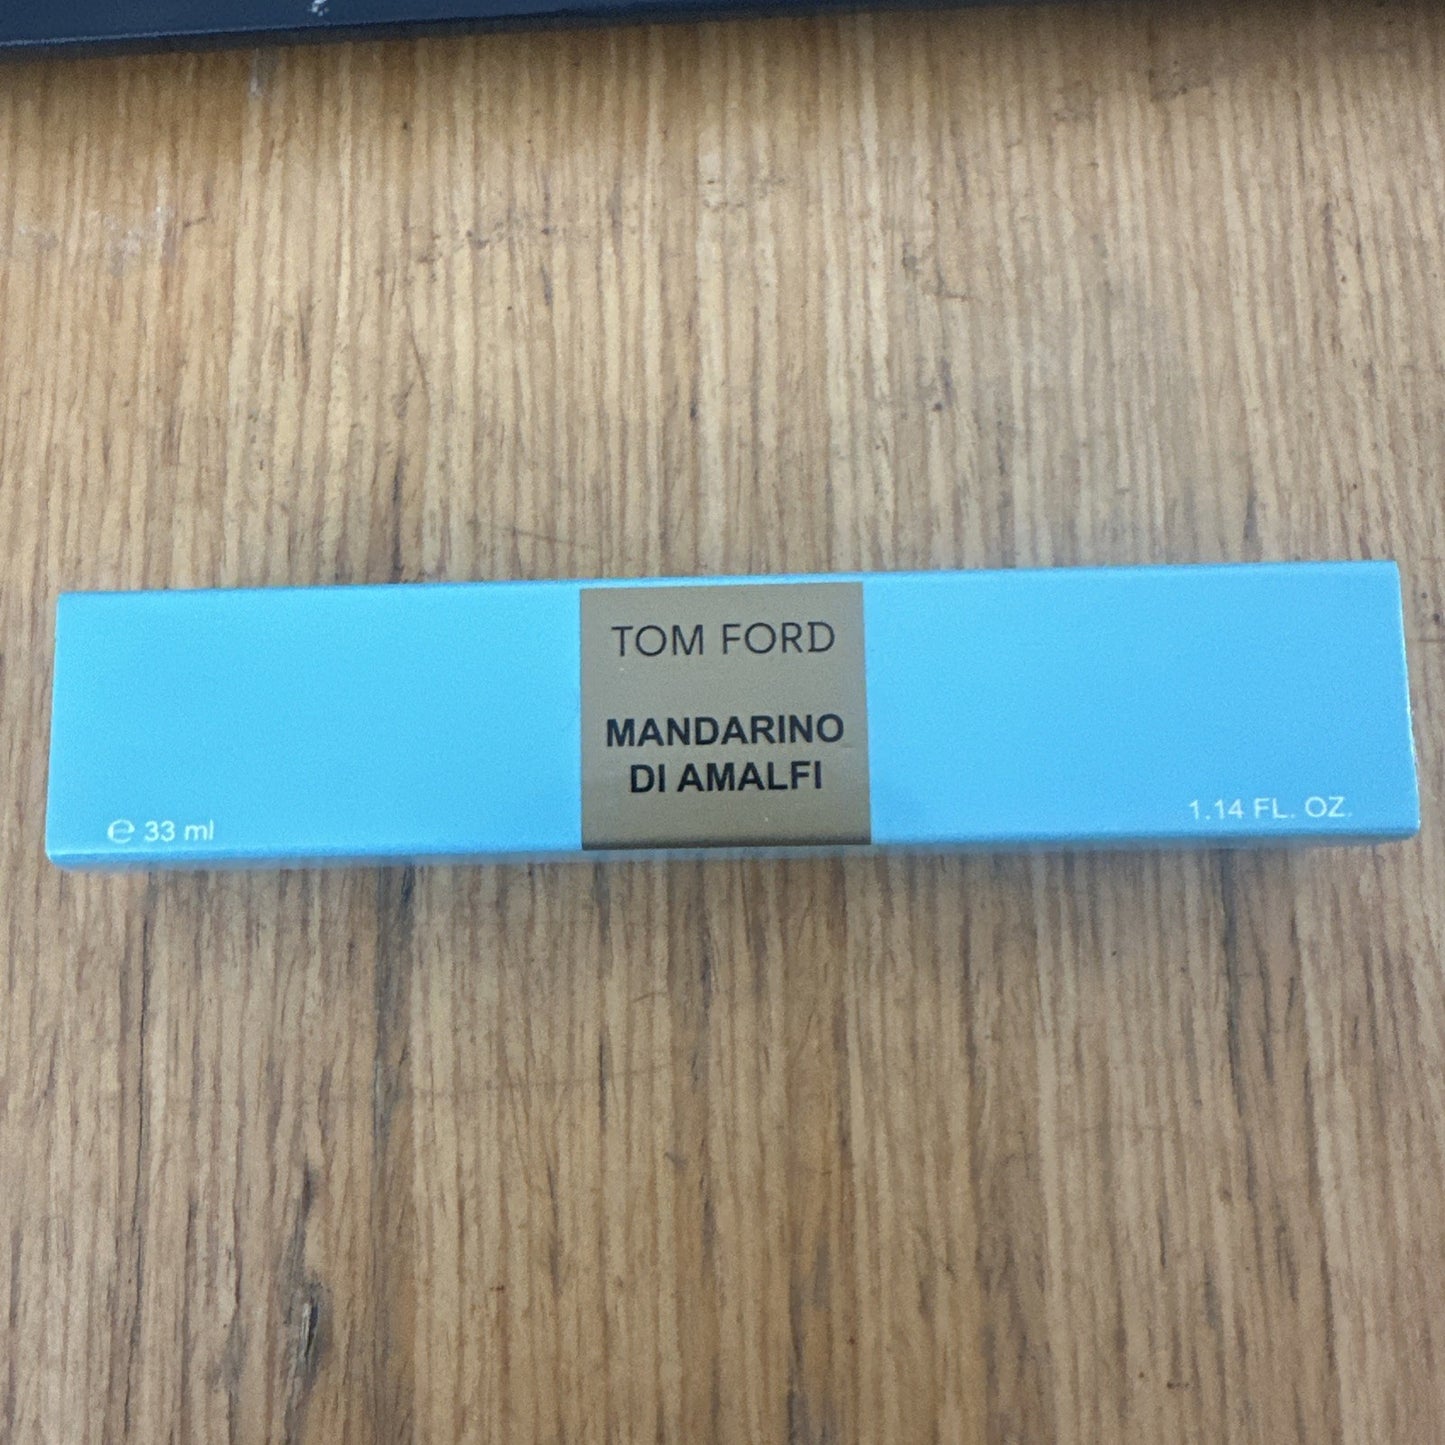 TOM FORD
MANDARINO
DI AMALFI
℮ 33 ml
1.14 FL. OZ.